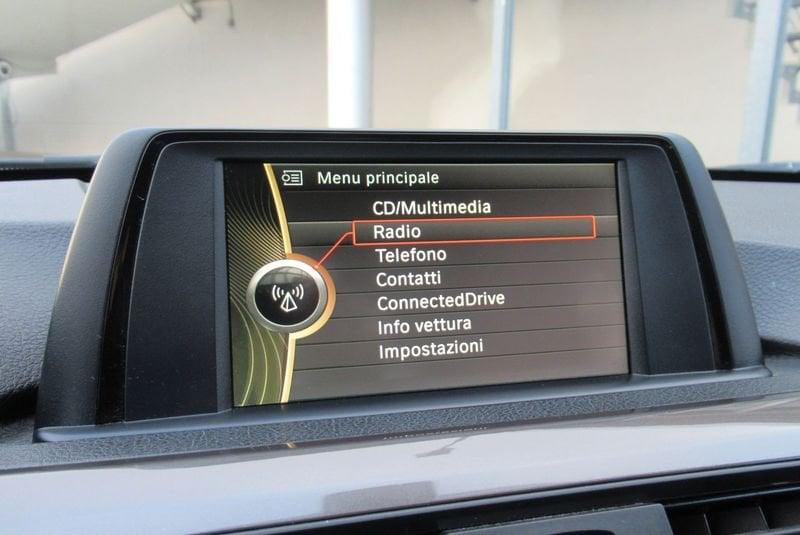 Menu principale
CD/Multimedia
Radio
Telefono
Contatti
ConnectedDrive
Info vettura
Impostazioni